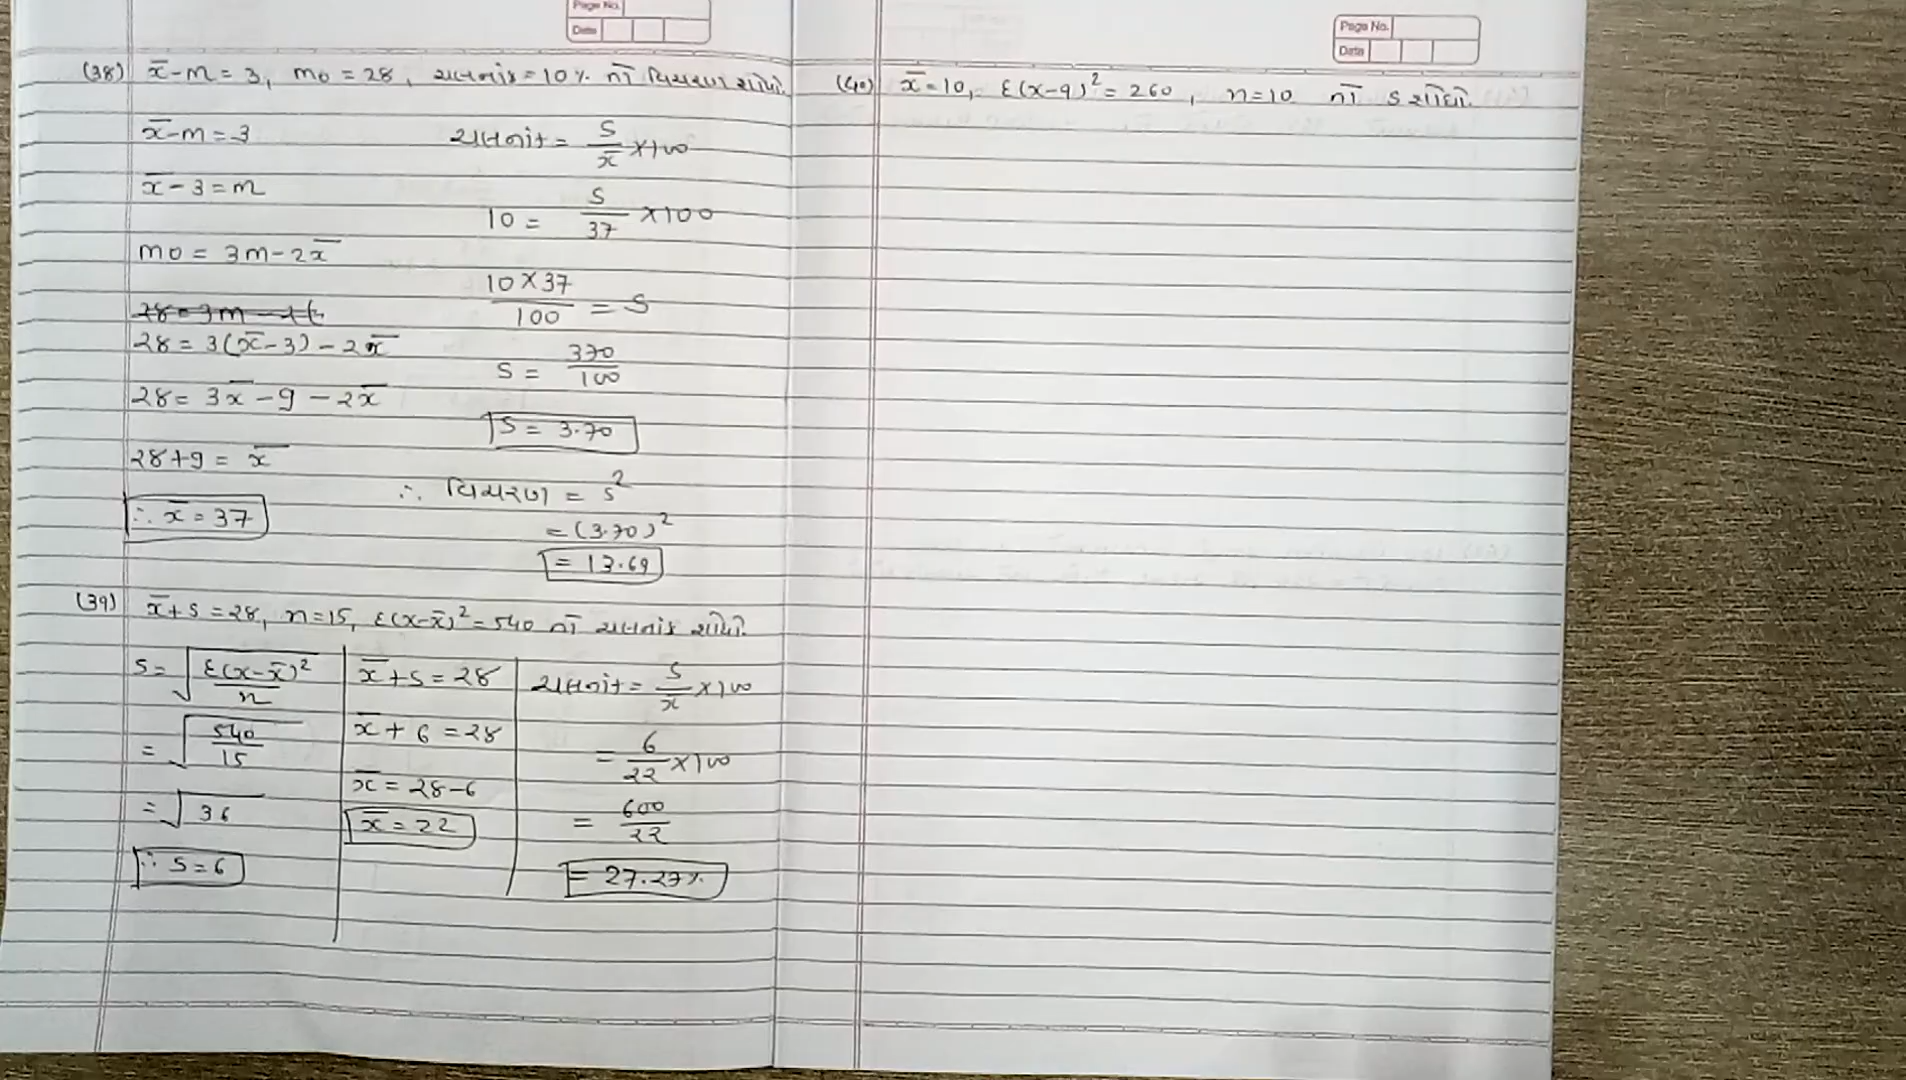 Page No.
Date
(38) x̄-m = 3, mo = 28, ચલનાંક = 10% તો વિચરણ શોધો.
x̄-m = 3
x̄-3 = m
mo = 3m-2x̄
28 = 3(x̄-3) - 2x̄
28 = 3x̄ - 9 - 2x̄
28+9 = x̄
∴ x̄ = 37
ચલનાંક = S/x̄ × 100
10 = S/37 × 100
10 × 37/100 = S
S = 370/100
S = 3.70
∴ વિચરણ = s²
= (3.70)²
= 13.69
(39) x̄+s = 28, n=15, Σ(x-x̄)² = 540 તો ચલનાંક શોધો.
S = √(Σ(x-x̄)²/n)
= √(540/15)
= √36
∴ S = 6
x̄+s = 28
x̄ + 6 = 28
x̄ = 28-6
x̄ = 22
ચલનાંક = S/x̄ × 100
= 6/22 × 100
= 600/22
= 27.27%
Page No.
Date
(40) x̄ = 10, Σ(x-9)² = 260, n=10 તો S શોધો.